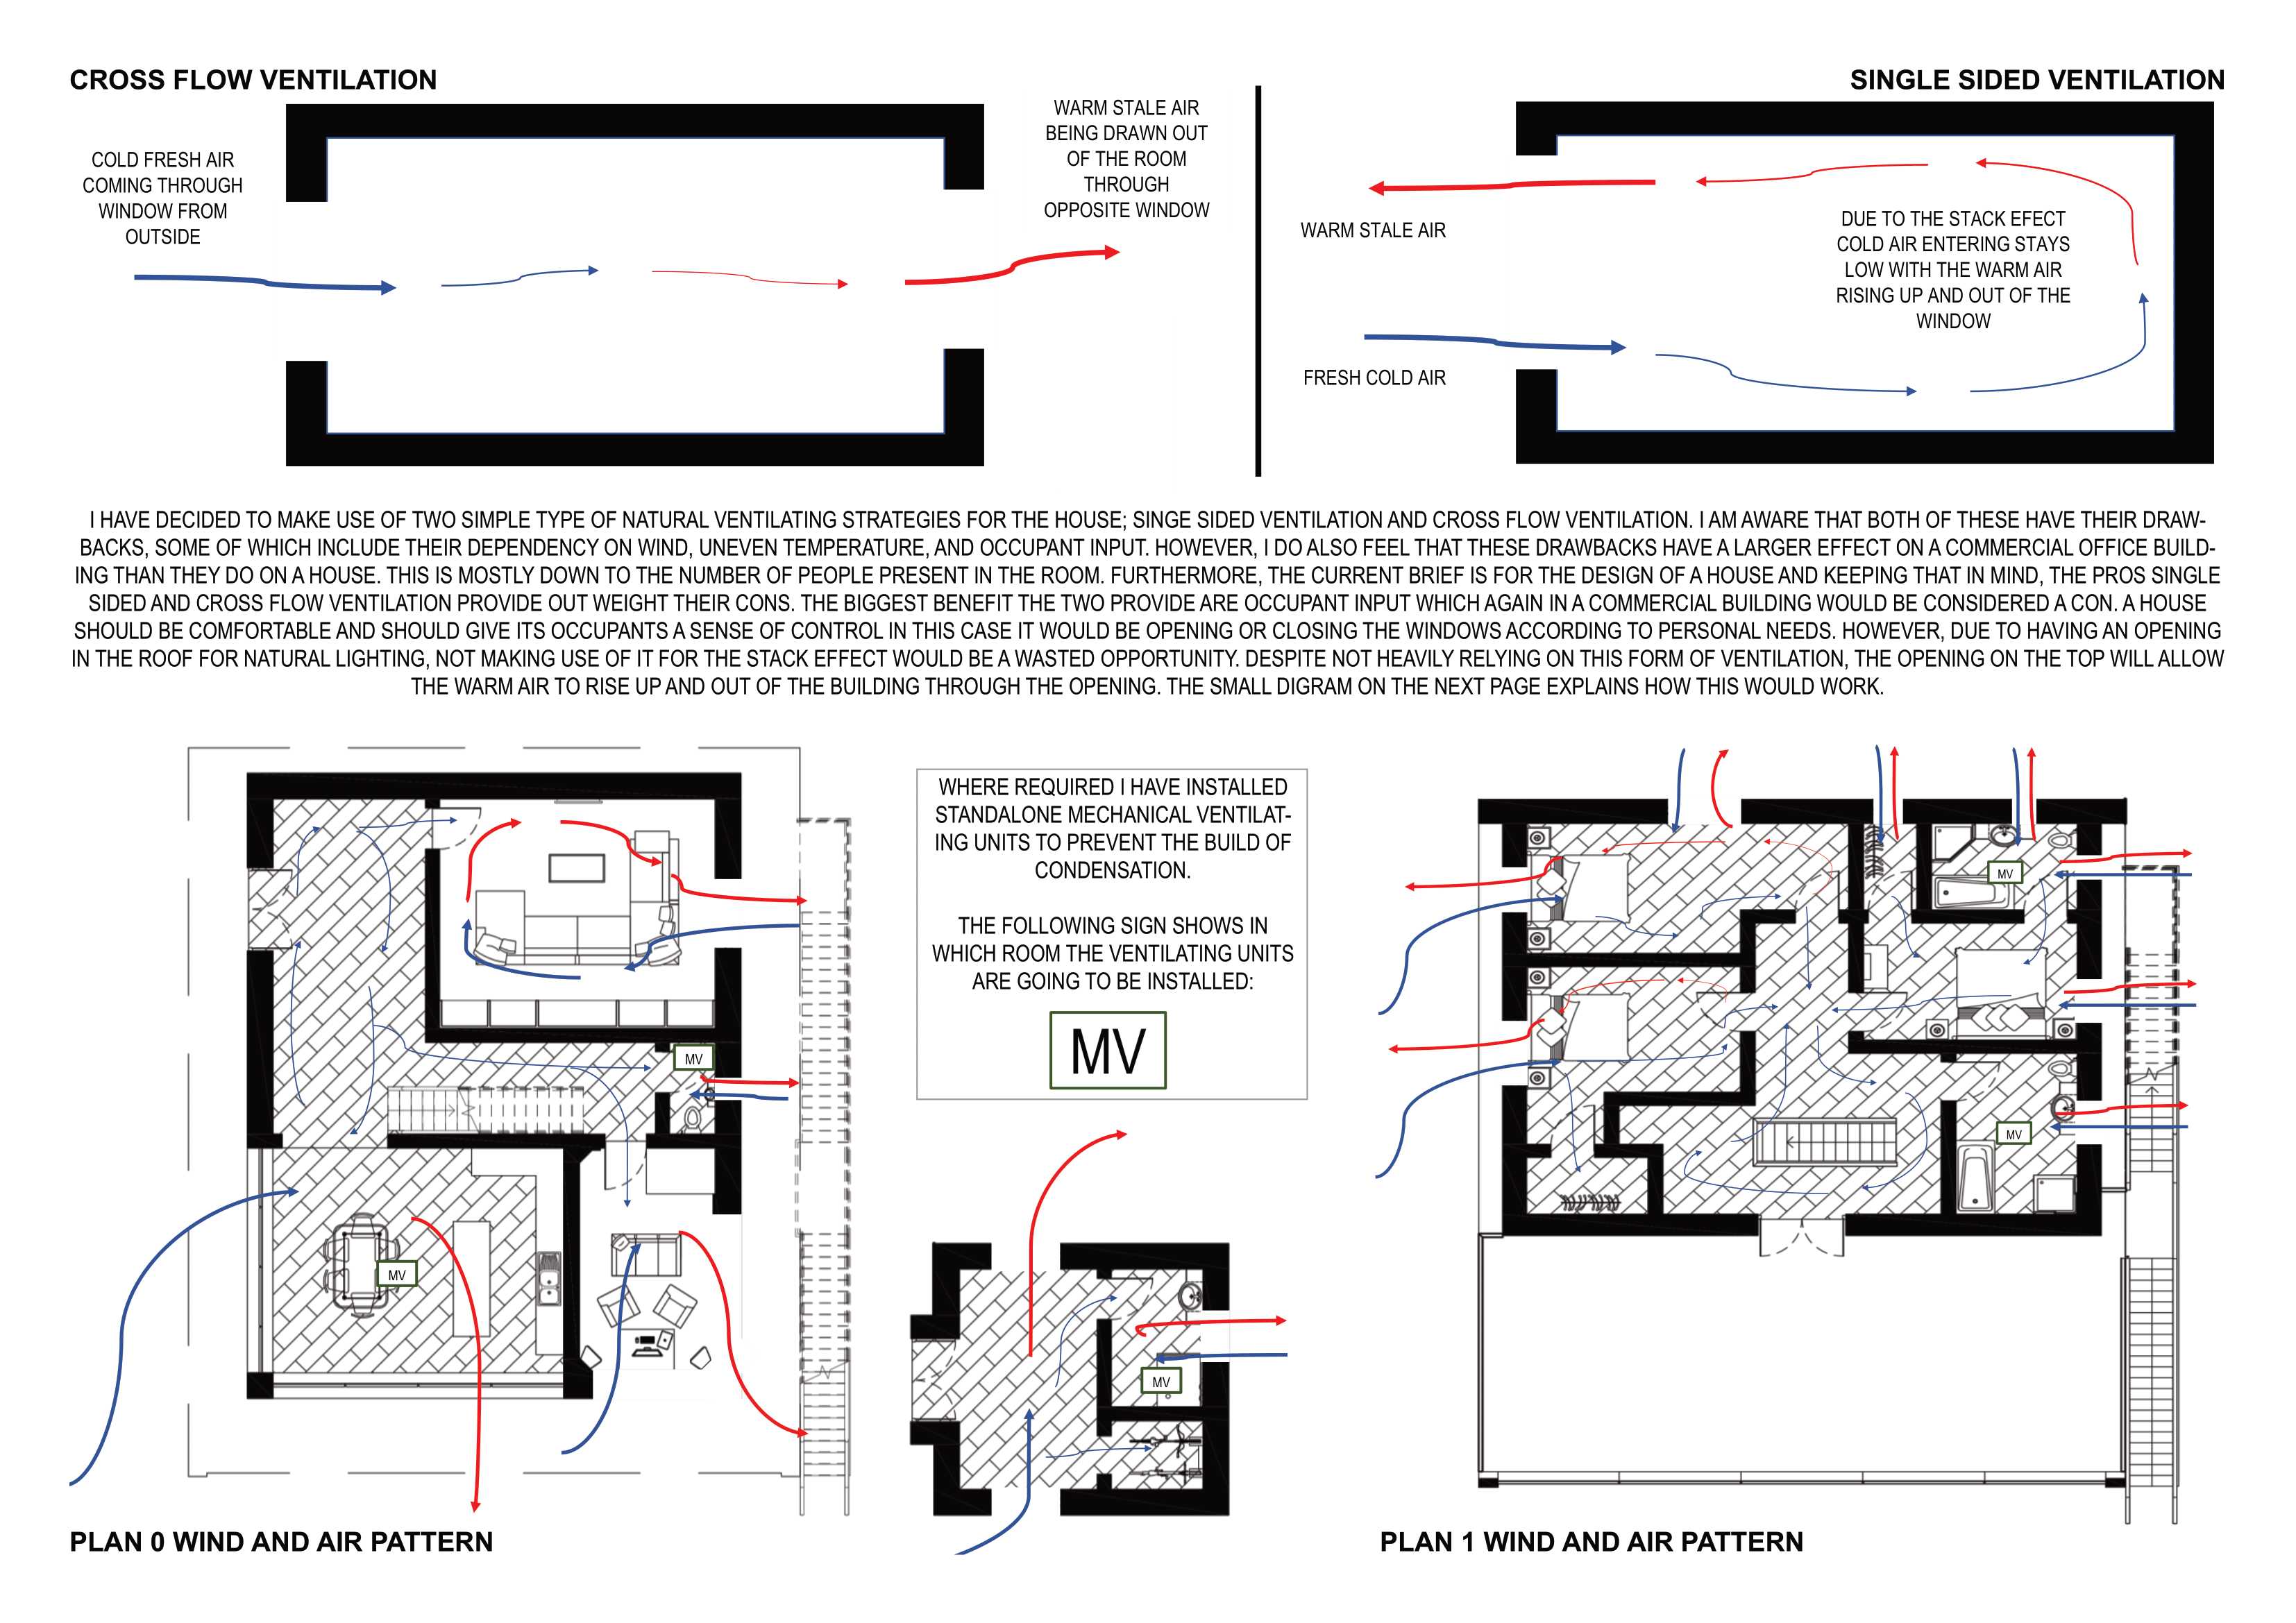 CROSS FLOW VENTILATION
COLD FRESH AIR
COMING THROUGH
WINDOW FROM
OUTSIDE
WARM STALE AIR
BEING DRAWN OUT
OF THE ROOM
THROUGH
OPPOSITE WINDOW
SINGLE SIDED VENTILATION
WARM STALE AIR
DUE TO THE STACK EFECT
COLD AIR ENTERING STAYS
LOW WITH THE WARM AIR
RISING UP AND OUT OF THE
WINDOW
FRESH COLD AIR
I HAVE DECIDED TO MAKE USE OF TWO SIMPLE TYPE OF NATURAL VENTILATING STRATEGIES FOR THE HOUSE; SINGE SIDED VENTILATION AND CROSS FLOW VENTILATION. I AM AWARE THAT BOTH OF THESE HAVE THEIR DRAW-
BACKS, SOME OF WHICH INCLUDE THEIR DEPENDENCY ON WIND, UNEVEN TEMPERATURE, AND OCCUPANT INPUT. HOWEVER, I DO ALSO FEEL THAT THESE DRAWBACKS HAVE A LARGER EFFECT ON A COMMERCIAL OFFICE BUILD-
ING THAN THEY DO ON A HOUSE. THIS IS MOSTLY DOWN TO THE NUMBER OF PEOPLE PRESENT IN THE ROOM. FURTHERMORE, THE CURRENT BRIEF IS FOR THE DESIGN OF A HOUSE AND KEEPING THAT IN MIND, THE PROS SINGLE
SIDED AND CROSS FLOW VENTILATION PROVIDE OUT WEIGHT THEIR CONS. THE BIGGEST BENEFIT THE TWO PROVIDE ARE OCCUPANT INPUT WHICH AGAIN IN A COMMERCIAL BUILDING WOULD BE CONSIDERED A CON. A HOUSE
SHOULD BE COMFORTABLE AND SHOULD GIVE ITS OCCUPANTS A SENSE OF CONTROL IN THIS CASE IT WOULD BE OPENING OR CLOSING THE WINDOWS ACCORDING TO PERSONAL NEEDS. HOWEVER, DUE TO HAVING AN OPENING
IN THE ROOF FOR NATURAL LIGHTING, NOT MAKING USE OF IT FOR THE STACK EFFECT WOULD BE A WASTED OPPORTUNITY. DESPITE NOT HEAVILY RELYING ON THIS FORM OF VENTILATION, THE OPENING ON THE TOP WILL ALLOW
THE WARM AIR TO RISE UP AND OUT OF THE BUILDING THROUGH THE OPENING. THE SMALL DIGRAM ON THE NEXT PAGE EXPLAINS HOW THIS WOULD WORK.
MV
MV
PLAN 0 WIND AND AIR PATTERN
WHERE REQUIRED I HAVE INSTALLED
STANDALONE MECHANICAL VENTILAT-
ING UNITS TO PREVENT THE BUILD OF
CONDENSATION.
THE FOLLOWING SIGN SHOWS IN
WHICH ROOM THE VENTILATING UNITS
ARE GOING TO BE INSTALLED:
MV
MV
MV
MV
PLAN 1 WIND AND AIR PATTERN